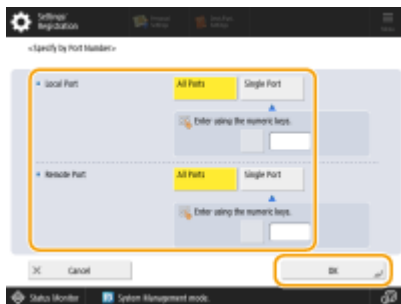 Settings/
Registration
<Specify by Port Number>
Local Port
All Ports
Single Port
Enter using the numeric keys.
Remote Port
All Ports
Single Port
Enter using the numeric keys.
Cancel
OK
Status Monitor
System Management mode.